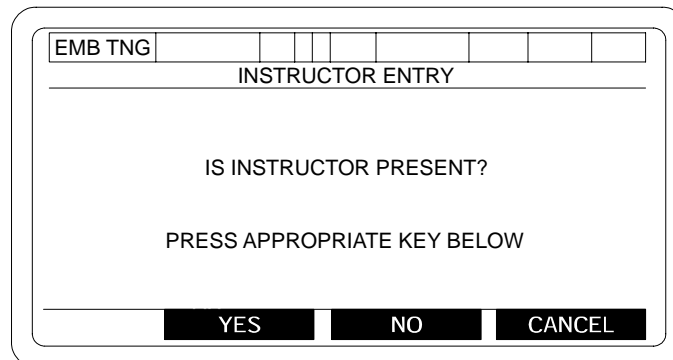 EMB TNG
INSTRUCTOR ENTRY
IS INSTRUCTOR PRESENT?
PRESS APPROPRIATE KEY BELOW
YES NO CANCEL